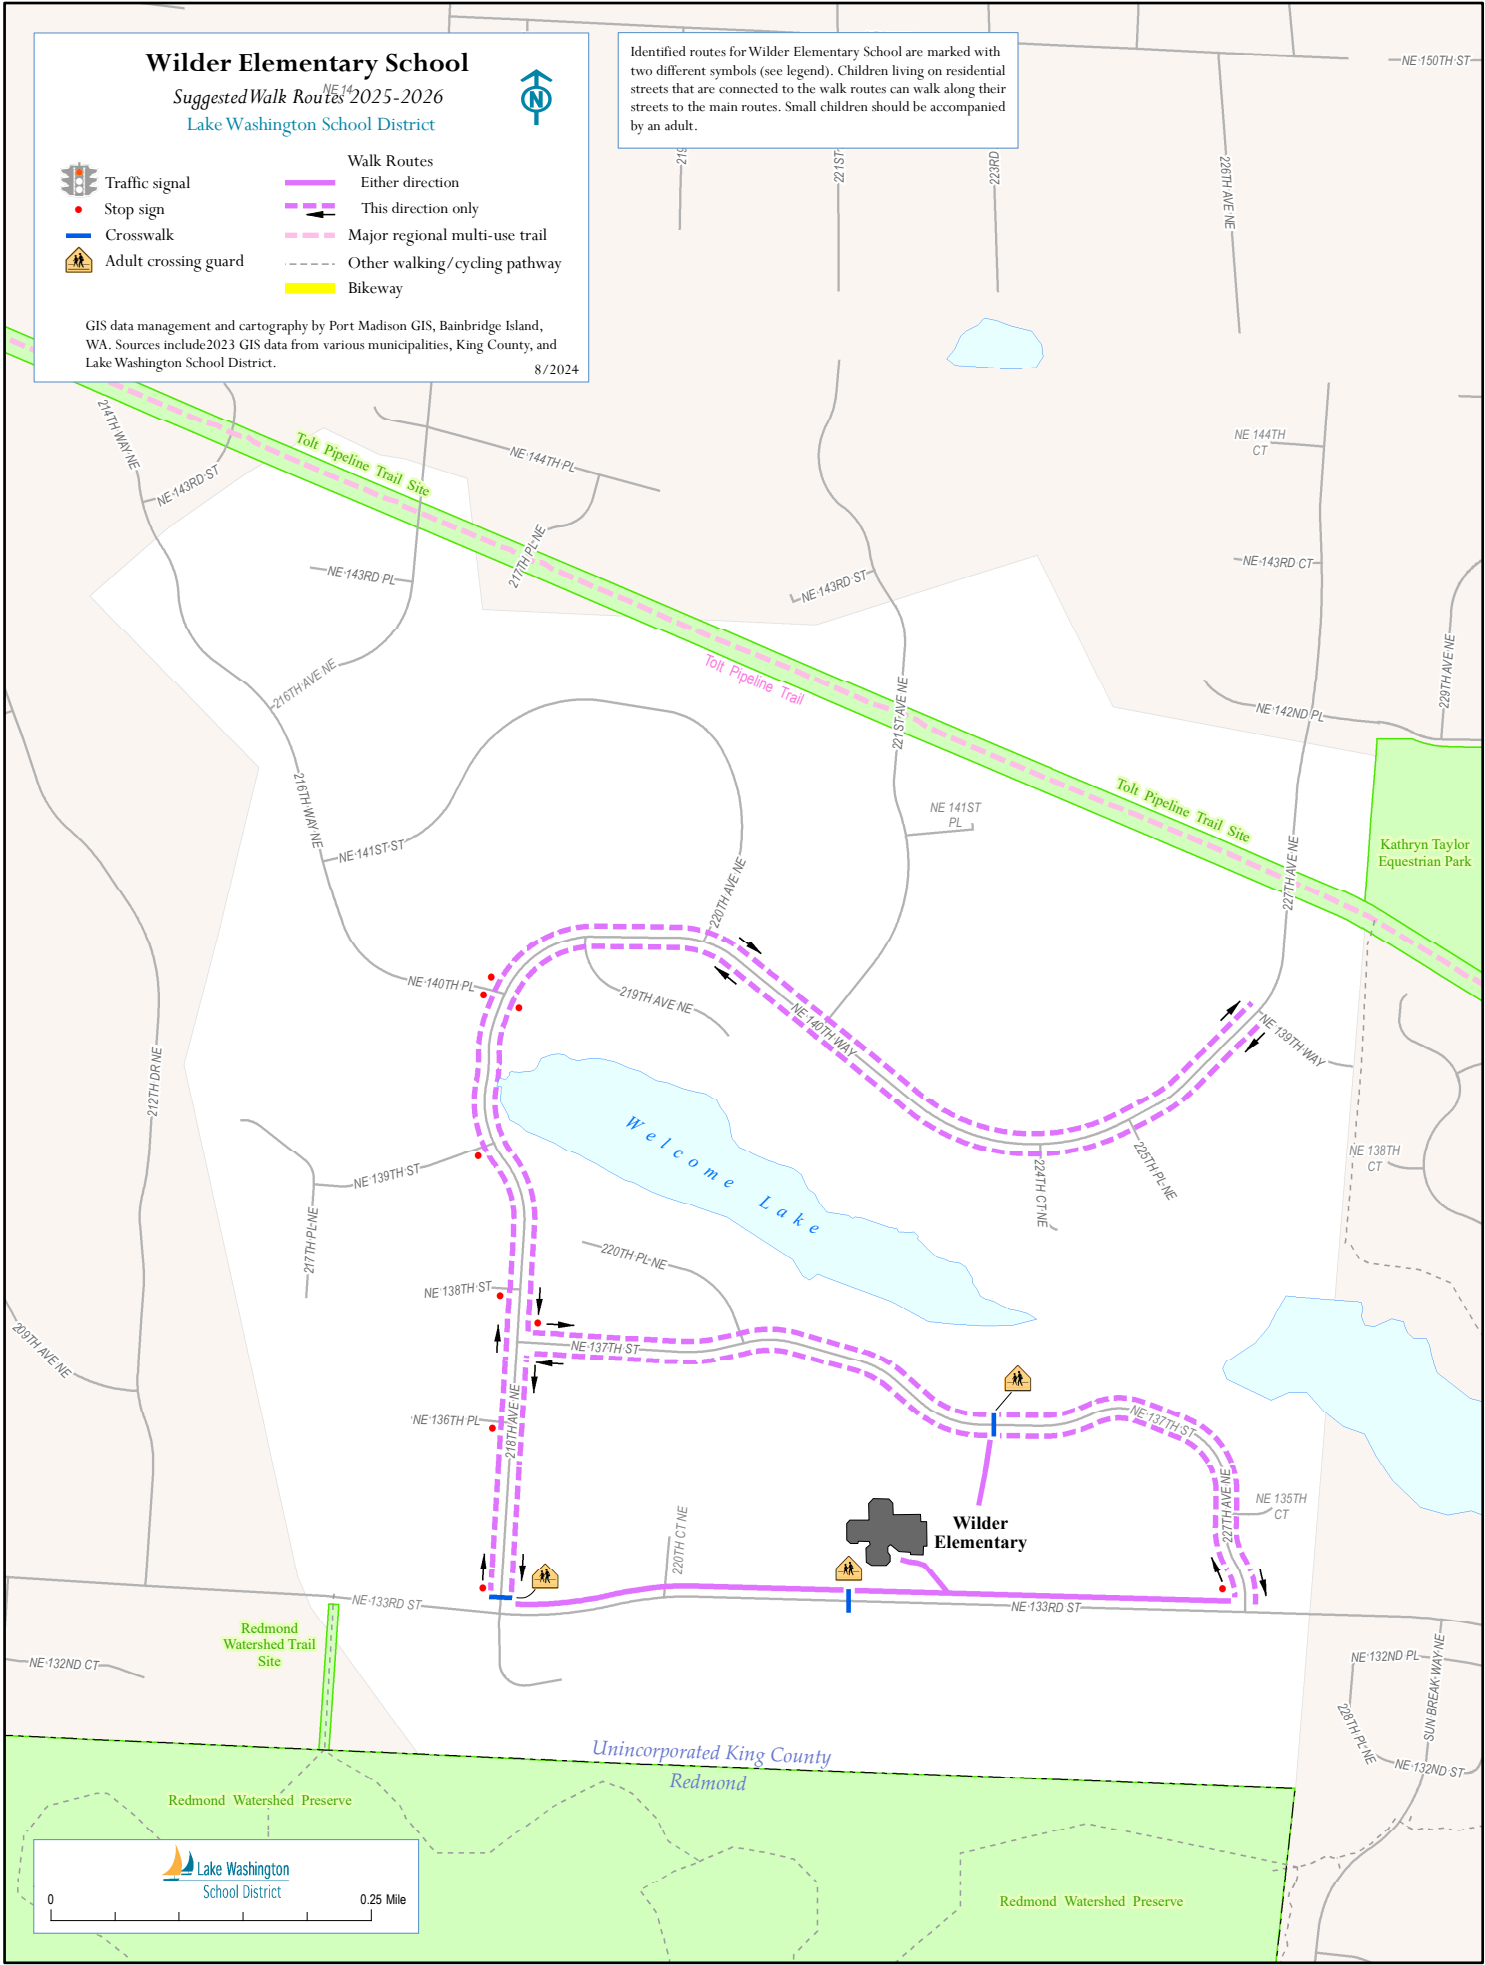 Wilder Elementary School
NE 14
Suggested Walk Routes 2025-2026
Lake Washington School District
N
Traffic signal
Stop sign
Crosswalk
Adult crossing guard
Walk Routes
Either direction
This direction only
Major regional multi-use trail
Other walking/cycling pathway
Bikeway
GIS data management and cartography by Port Madison GIS, Bainbridge Island,
WA. Sources include2023 GIS data from various municipalities, King County, and
Lake Washington School District.
8/2024
Identified routes for Wilder Elementary School are marked with
two different symbols (see legend). Children living on residential
streets that are connected to the walk routes can walk along their
streets to the main routes. Small children should be accompanied
by an adult.
NE 150TH ST
219
221ST
223RD
226TH AVE NE
214TH WAY NE
NE 143RD ST
Tolt Pipeline Trail Site
NE 144TH PL
NE 144TH
CT
217TH PL NE
NE 143RD PL
NE 143RD ST
NE 143RD CT
216TH AVE NE
Tolt Pipeline Trail
221ST AVE NE
229TH AVE NE
NE 142ND PL
216TH WAY NE
NE 141ST
PL
Tolt Pipeline Trail Site
NE 141ST ST
Kathryn Taylor
Equestrian Park
227TH AVE NE
220TH AVE NE
NE 140TH PL
219TH AVE NE
NE 140TH WAY
NE 139TH WAY
212TH DR NE
Welcome Lake
NE 138TH
CT
225TH PL NE
224TH CT NE
NE 139TH ST
217TH PL NE
220TH PL NE
NE 138TH ST
209TH AVE NE
NE 137TH ST
218TH AVE NE
NE 136TH PL
NE 137TH ST
227TH AVE NE
NE 135TH
CT
Wilder
Elementary
220TH CT NE
NE 133RD ST
NE 133RD ST
Redmond
Watershed Trail
Site
NE 132ND CT
NE 132ND PL
SUN BREAK WAY NE
228TH PL NE
NE 132ND ST
Unincorporated King County
Redmond
Redmond Watershed Preserve
Lake Washington
School District
0
0.25 Mile
Redmond Watershed Preserve